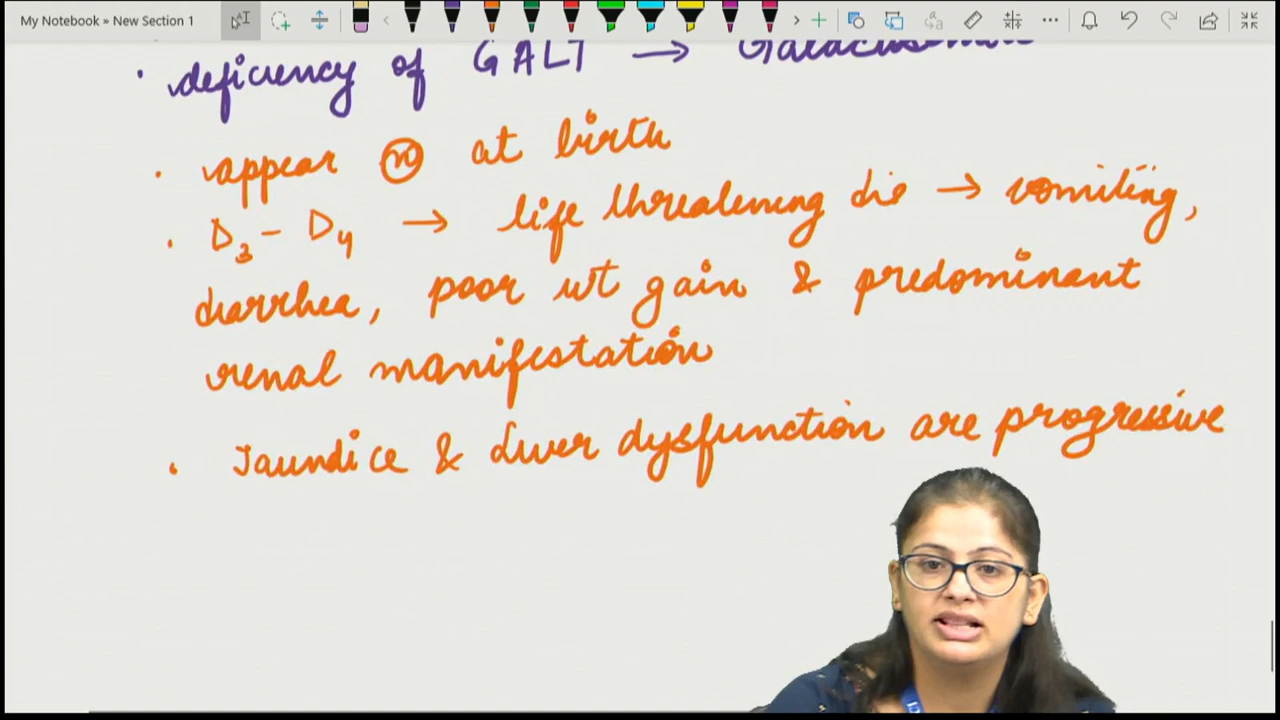 My Notebook » New Section 1
. deficiency of GALT → Galactosemia
. appear (n) at birth
. D3 - D4 → life threatening dis → vomiting,
diarrhea, poor wt gain & predominant
renal manifestation
. Jaundice & Liver dysfunction are progressive